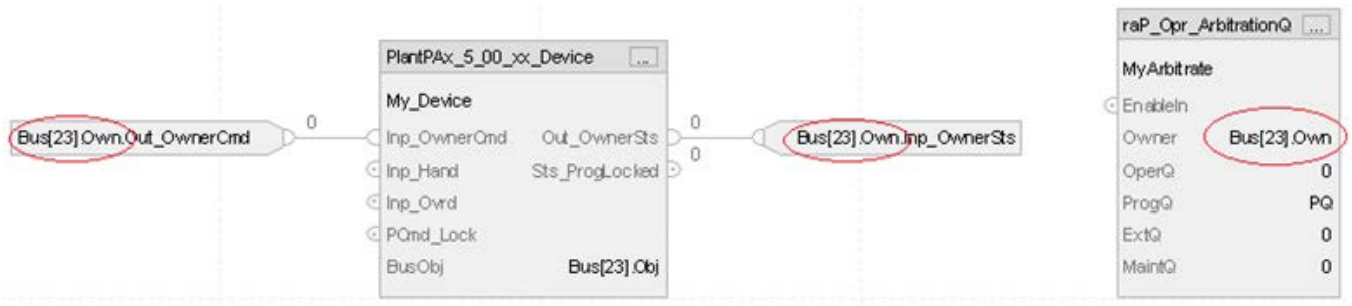 Bus[23].Own.Out_OwnerCmd
0
PlantPAx_5_00_xx_Device ...
My_Device
Inp_OwnerCmd Out_OwnerSts
Inp_Hand Sts_ProgLocked
Inp_Ovrd
PCmd_Lock
BusObj Bus[23].Obj
0
0
Bus[23].Own.Inp_OwnerSts
raP_Opr_ArbitrationQ ...
MyArbitrate
EnableIn
Owner Bus[23].Own
OperQ 0
ProgQ PQ
ExtQ 0
MaintQ 0